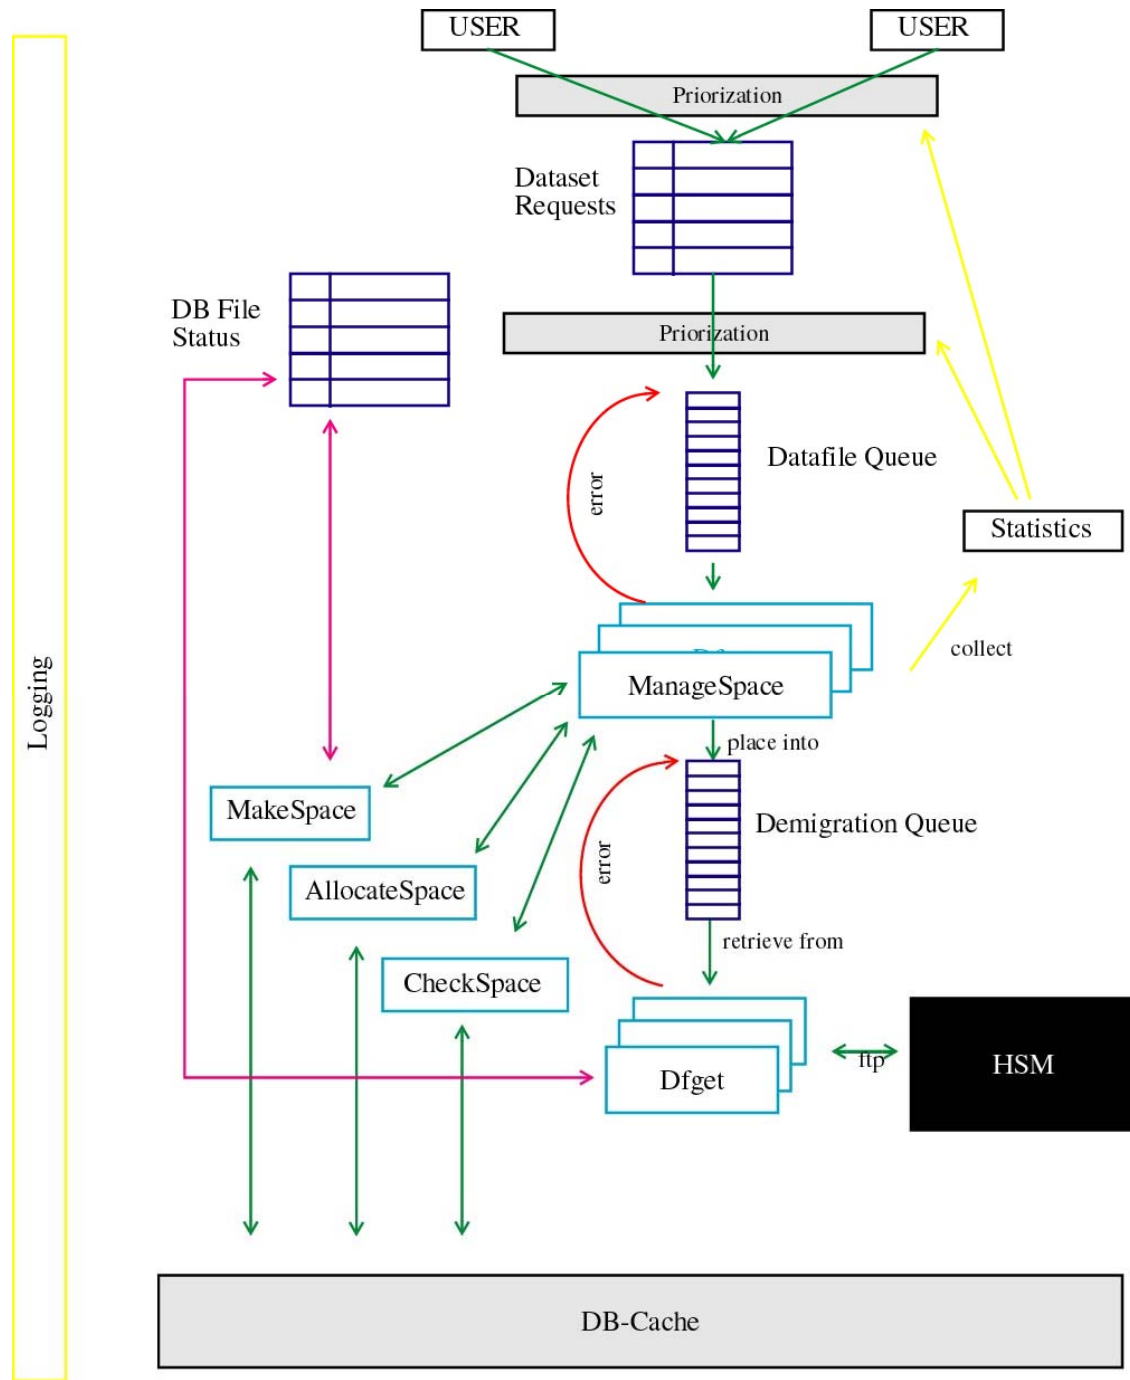 USER
USER
Priorization
Dataset
Requests
DB File
Status
Priorization
Datafile Queue
error
Statistics
collect
ManageSpace
place into
Logging
MakeSpace
Demigration Queue
error
AllocateSpace
retrieve from
CheckSpace
ftp
HSM
Dfget
DB-Cache